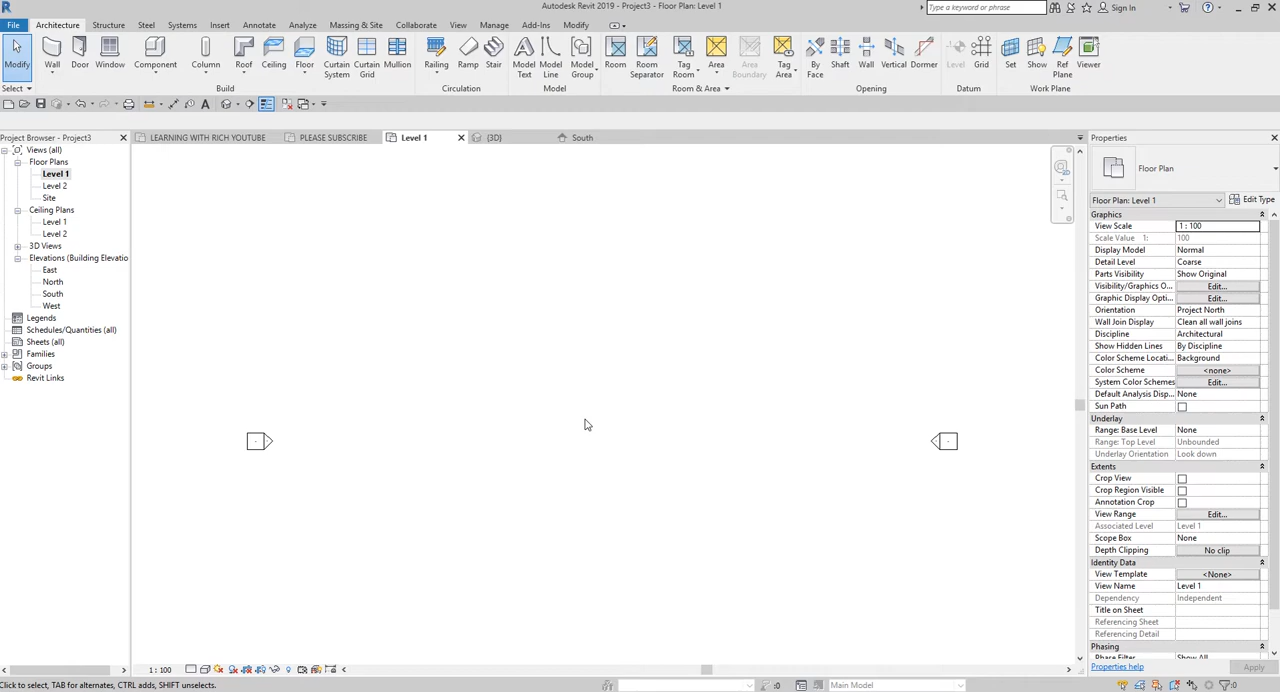 Autodesk Revit 2019 - Project3 - Floor Plan: Level 1
Type a keyword or phrase
Sign In
File Architecture Structure Steel Systems Insert Annotate Analyze Massing & Site Collaborate View Manage Add-Ins Modify
Modify Wall Door Window Component Column Roof Ceiling Floor Curtain System Curtain Grid Mullion Railing Ramp Stair Model Text Model Line Model Group Room Room Separator Tag Room Area Area Boundary Tag Area By Face Shaft Wall Vertical Dormer Level Grid Set Show Ref Plane Viewer
Select Build Circulation Model Room & Area Opening Datum Work Plane
Project Browser - Project3
LEARNING WITH RICH YOUTUBE
PLEASE SUBSCRIBE
Level 1
{3D}
South
Views (all)
Floor Plans
Level 1
Level 2
Site
Ceiling Plans
Level 1
Level 2
3D Views
Elevations (Building Elevatio
East
North
South
West
Legends
Schedules/Quantities (all)
Sheets (all)
Families
Groups
Revit Links
Properties
Floor Plan
Floor Plan: Level 1 Edit Type
Graphics
View Scale 1 : 100
Scale Value 1: 100
Display Model Normal
Detail Level Coarse
Parts Visibility Show Original
Visibility/Graphics O... Edit...
Graphic Display Opti... Edit...
Orientation Project North
Wall Join Display Clean all wall joins
Discipline Architectural
Show Hidden Lines By Discipline
Color Scheme Locati... Background
Color Scheme <none>
System Color Schemes Edit...
Default Analysis Disp... None
Sun Path
Underlay
Range: Base Level None
Range: Top Level Unbounded
Underlay Orientation Look down
Extents
Crop View
Crop Region Visible
Annotation Crop
View Range Edit...
Associated Level Level 1
Scope Box None
Depth Clipping No clip
Identity Data
View Template <None>
View Name Level 1
Dependency Independent
Title on Sheet
Referencing Sheet
Referencing Detail
Phasing
Phase Filter Show All
Properties help Apply
1 : 100
Click to select, TAB for alternates, CTRL adds, SHIFT unselects.
:0
Main Model
:0